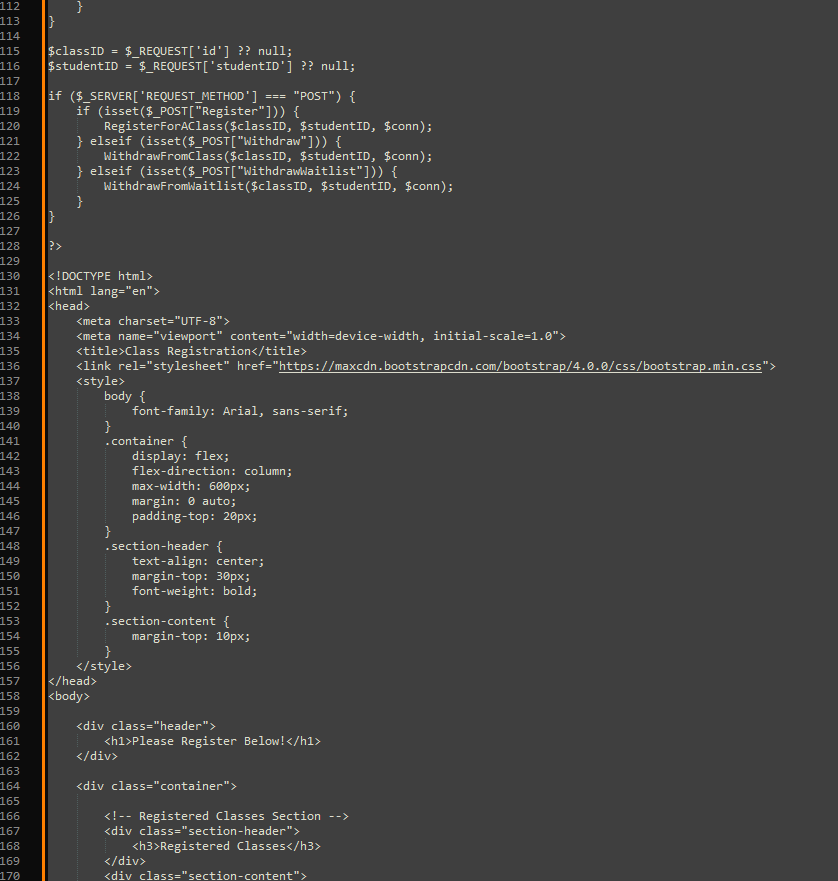 112         }
113 }
114
115 $classID = $_REQUEST['id'] ?? null;
116 $studentID = $_REQUEST['studentID'] ?? null;
117
118 if ($_SERVER['REQUEST_METHOD'] === "POST") {
119     if (isset($_POST["Register"])) {
120         RegisterForAClass($classID, $studentID, $conn);
121     } elseif (isset($_POST["Withdraw"])) {
122         WithdrawFromClass($classID, $studentID, $conn);
123     } elseif (isset($_POST["WithdrawWaitlist"])) {
124         WithdrawFromWaitlist($classID, $studentID, $conn);
125     }
126 }
127
128 ?>
129
130 <!DOCTYPE html>
131 <html lang="en">
132 <head>
133     <meta charset="UTF-8">
134     <meta name="viewport" content="width=device-width, initial-scale=1.0">
135     <title>Class Registration</title>
136     <link rel="stylesheet" href="https://maxcdn.bootstrapcdn.com/bootstrap/4.0.0/css/bootstrap.min.css">
137     <style>
138         body {
139             font-family: Arial, sans-serif;
140         }
141         .container {
142             display: flex;
143             flex-direction: column;
144             max-width: 600px;
145             margin: 0 auto;
146             padding-top: 20px;
147         }
148         .section-header {
149             text-align: center;
150             margin-top: 30px;
151             font-weight: bold;
152         }
153         .section-content {
154             margin-top: 10px;
155         }
156     </style>
157 </head>
158 <body>
159
160     <div class="header">
161         <h1>Please Register Below!</h1>
162     </div>
163
164     <div class="container">
165
166         <!-- Registered Classes Section -->
167         <div class="section-header">
168             <h3>Registered Classes</h3>
169         </div>
170         <div class="section-content">